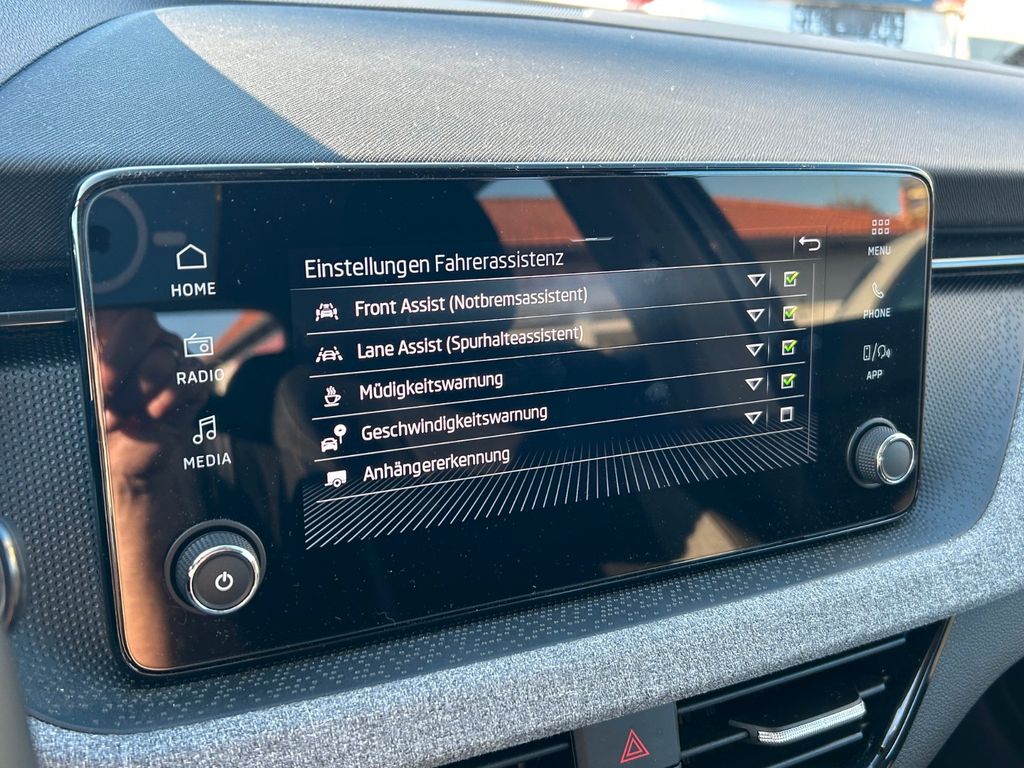 HOME
RADIO
MEDIA
Einstellungen Fahrerassistenz
Front Assist (Notbremsassistent)
Lane Assist (Spurhalteassistent)
Müdigkeitswarnung
Geschwindigkeitswarnung
Anhängererkennung
MENU
PHONE
APP